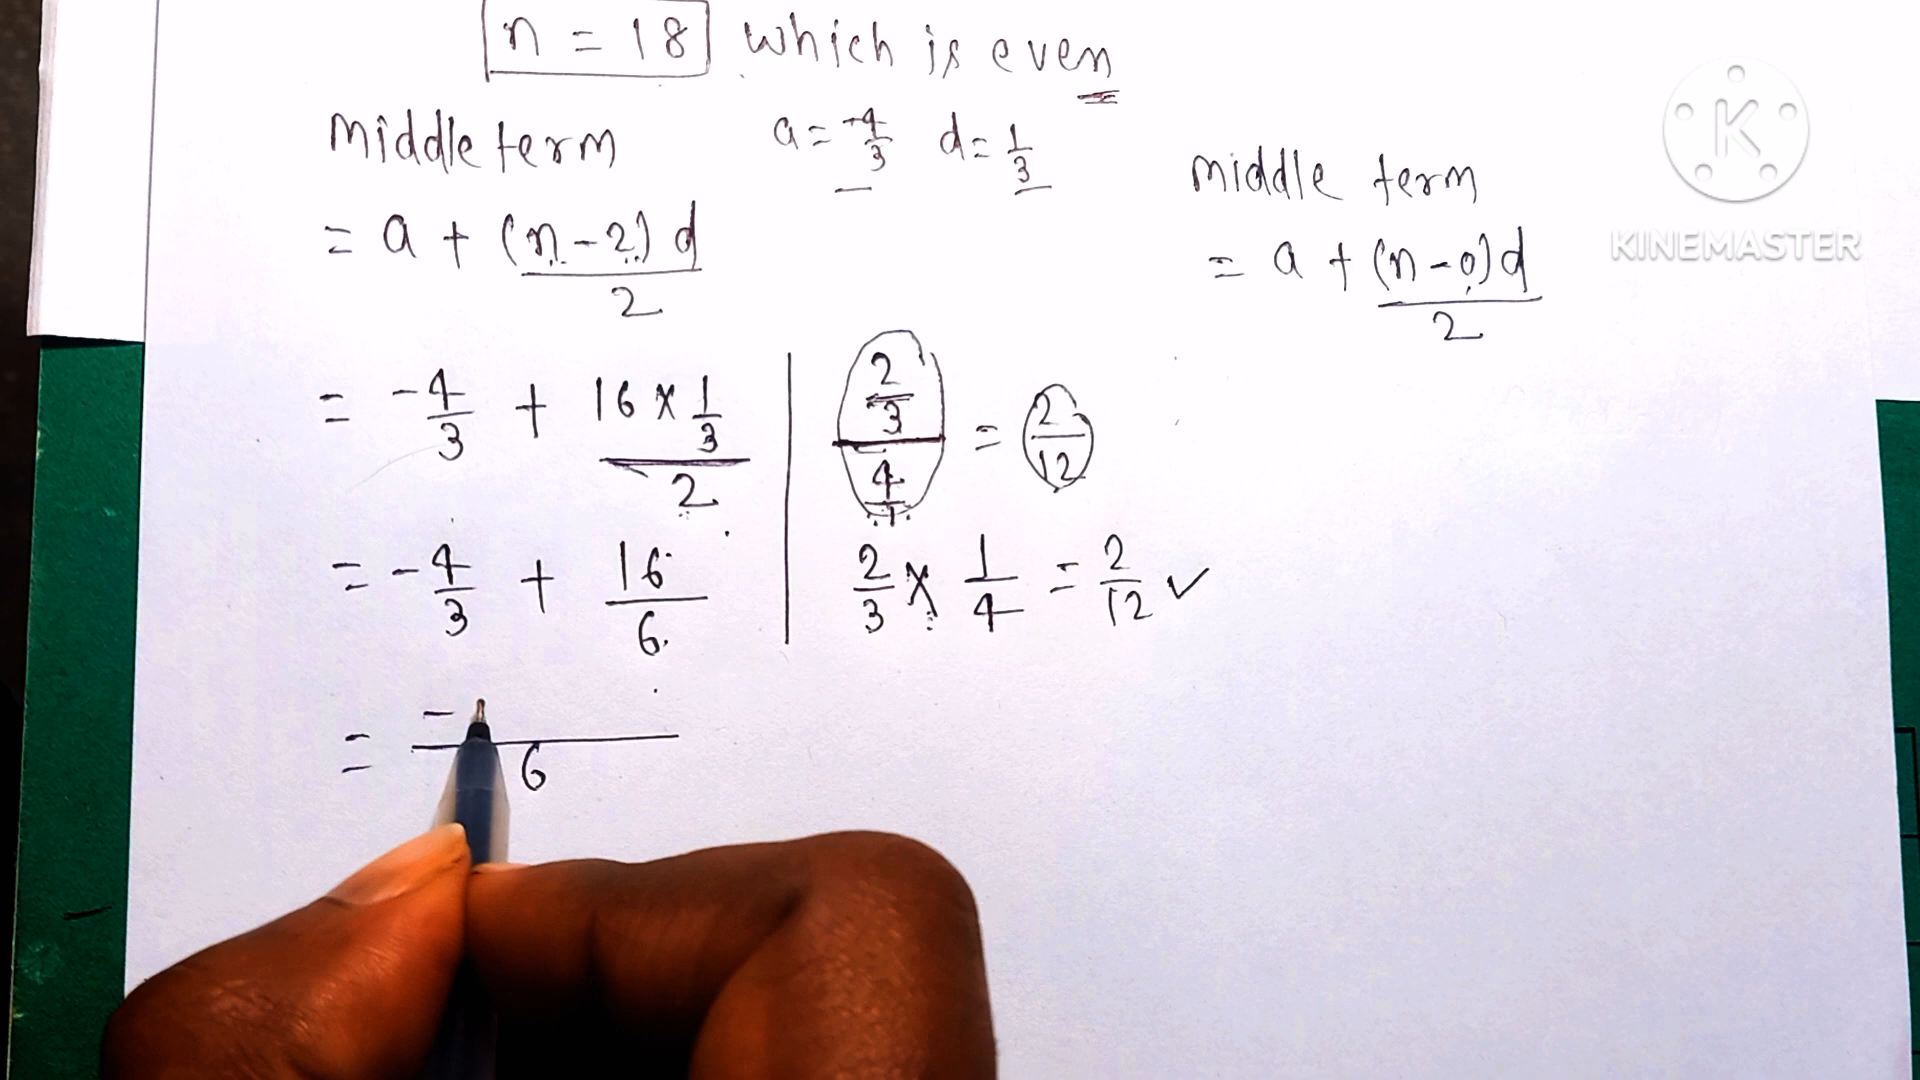 n = 18 which is even
middle term a = -4/3 d = 1/3
= a + (n-2)d/2
middle term
= a + (n-0)d/2
= -4/3 + 16 × 1/3 / 2
= -4/3 + 16/6
= - /6
2/3 / 4/1 = 2/12
2/3 × 1/4 = 2/12 ✓
K
KINEMASTER